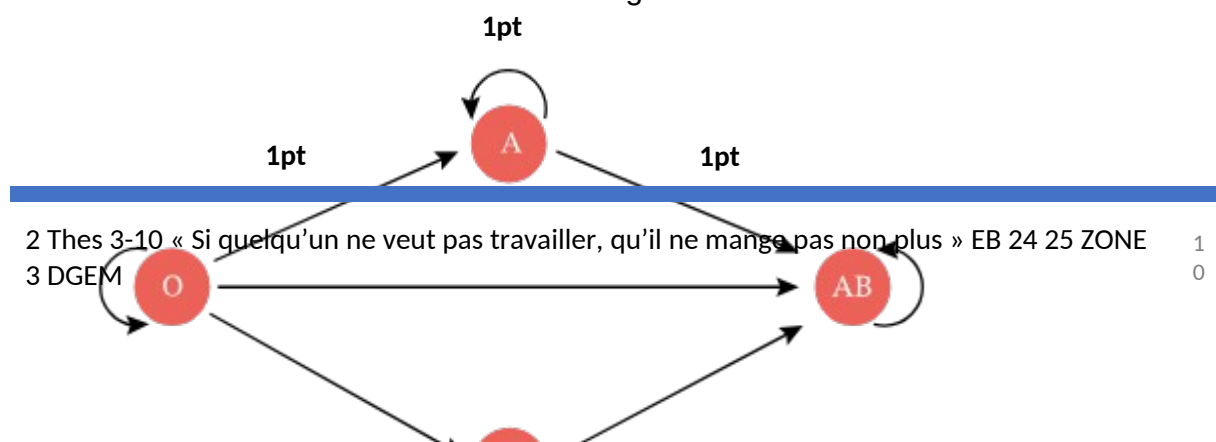 1pt
A
1pt
1pt
2 Thes 3-10 « Si quelqu’un ne veut pas travailler, qu’il ne mange pas non plus » EB 24 25 ZONE
3 DGEM
1
0
O
AB